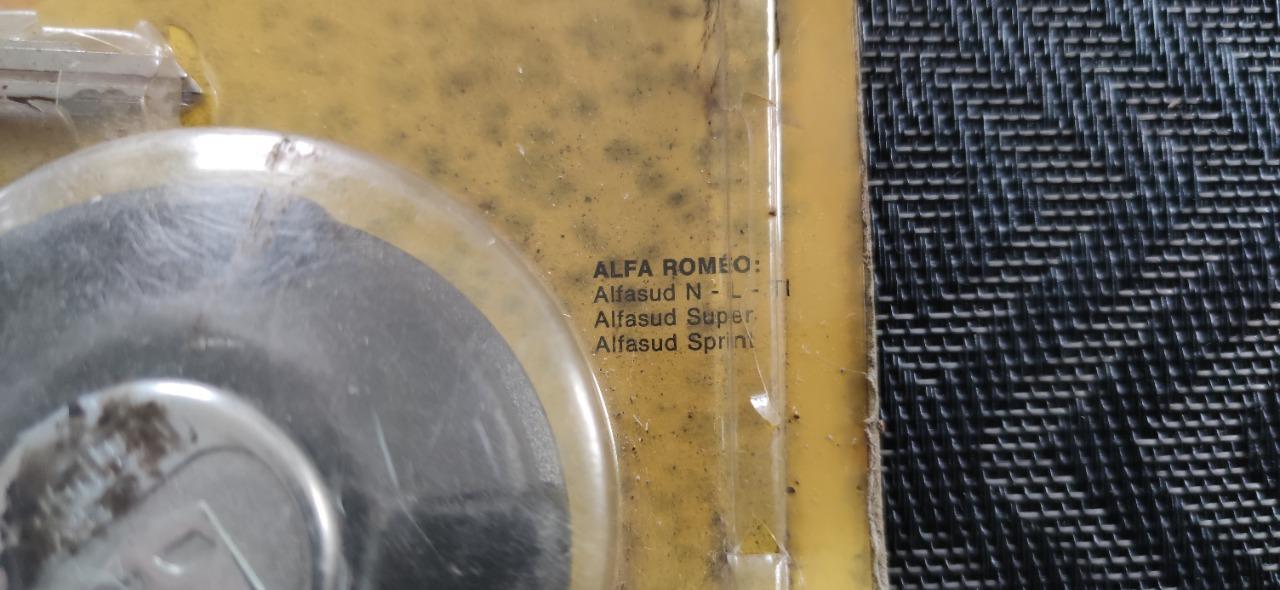 ALFA ROMEO:
Alfasud N - L - TI
Alfasud Super
Alfasud Sprint